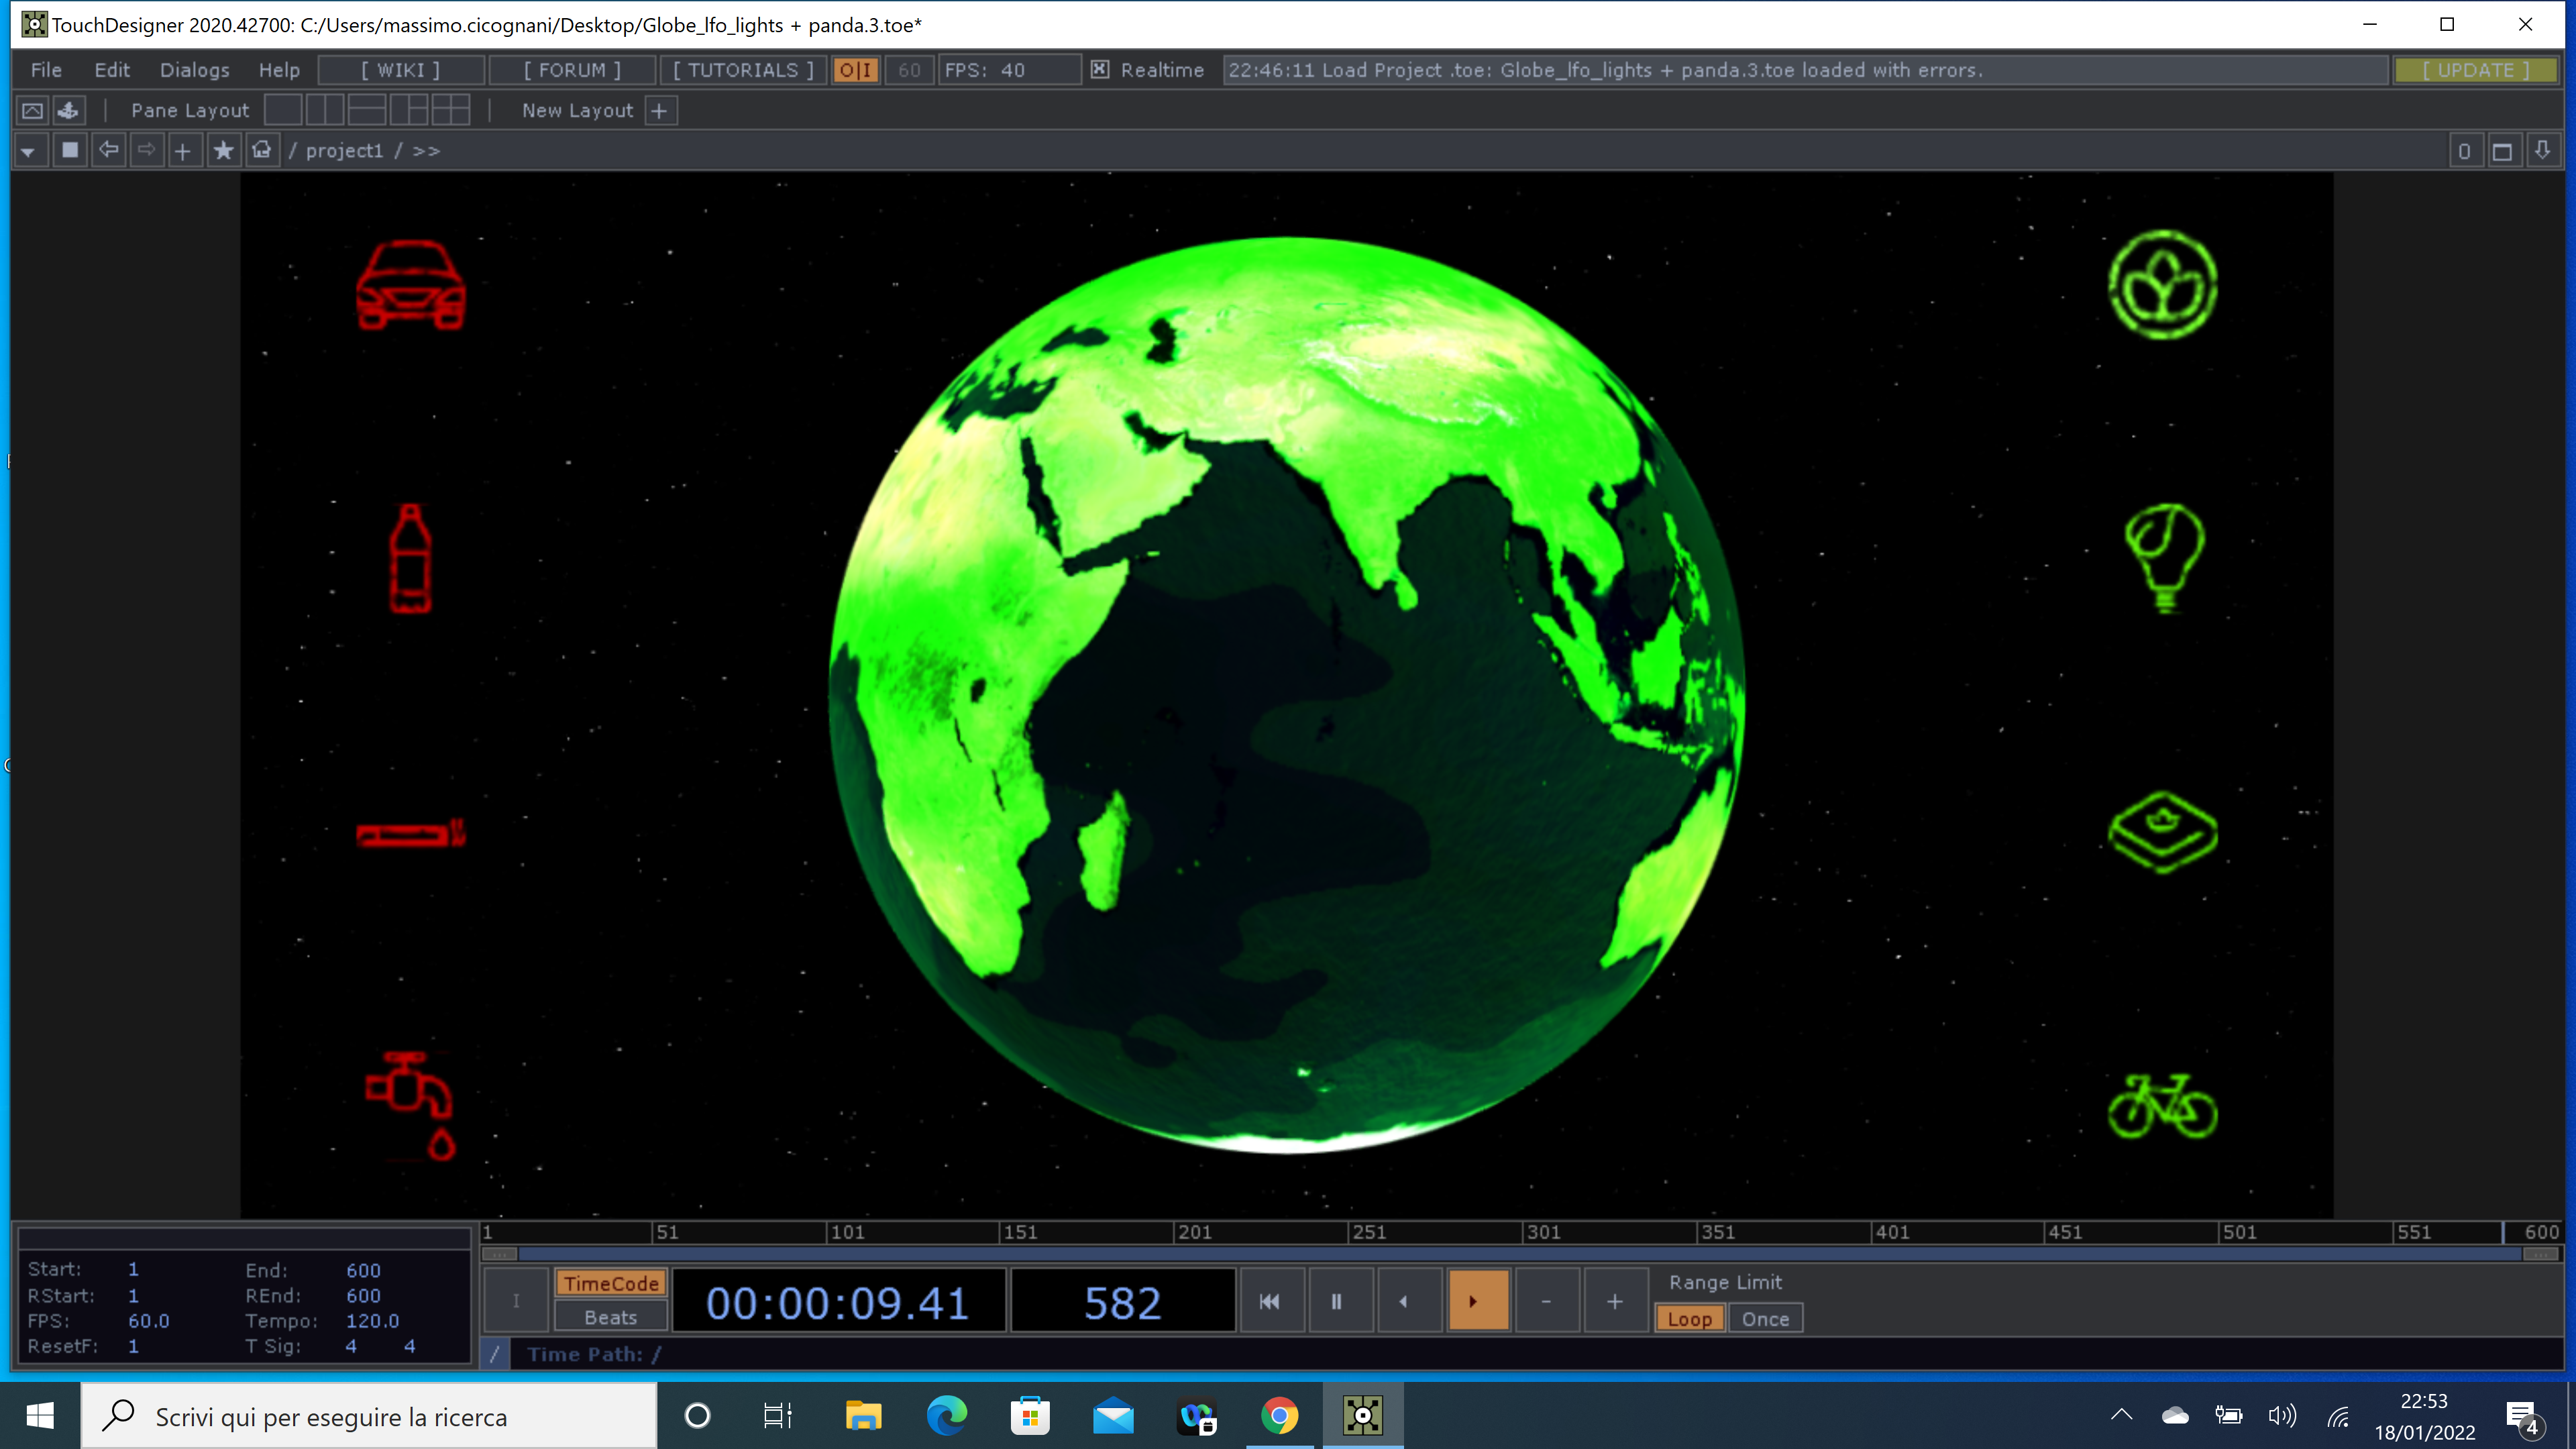 TouchDesigner 2020.42700: C:/Users/massimo.cicognani/Desktop/Globe_lfo_lights + panda.3.toe*
File Edit Dialogs Help [ WIKI ] [ FORUM ] [ TUTORIALS ] O|I 60 FPS: 40 Realtime 22:46:11 Load Project .toe: Globe_lfo_lights + panda.3.toe loaded with errors. [ UPDATE ]
Pane Layout New Layout +
/ project1 / >> 0
1 51 101 151 201 251 301 351 401 451 501 551 600
Start: 1 End: 600
RStart: 1 REnd: 600
FPS: 60.0 Tempo: 120.0
ResetF: 1 T Sig: 4 4
I TimeCode Beats 00:00:09.41 582 - + Range Limit
Loop Once
/ Time Path: /
Scrivi qui per eseguire la ricerca
22:53
18/01/2022
4